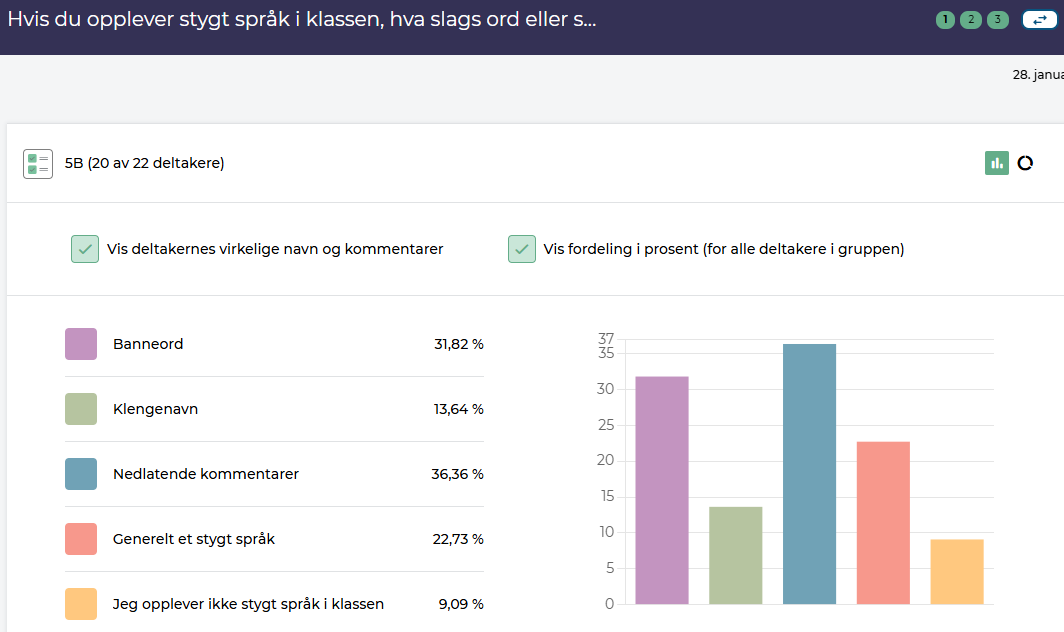 Hvis du opplever stygt språk i klassen, hva slags ord eller s...
1 2 3
28. janua
5B (20 av 22 deltakere)
Vis deltakernes virkelige navn og kommentarer
Vis fordeling i prosent (for alle deltakere i gruppen)
Banneord 31,82 %
Klengenavn 13,64 %
Nedlatende kommentarer 36,36 %
Generelt et stygt språk 22,73 %
Jeg opplever ikke stygt språk i klassen 9,09 %
37
35
30
25
20
15
10
5
0